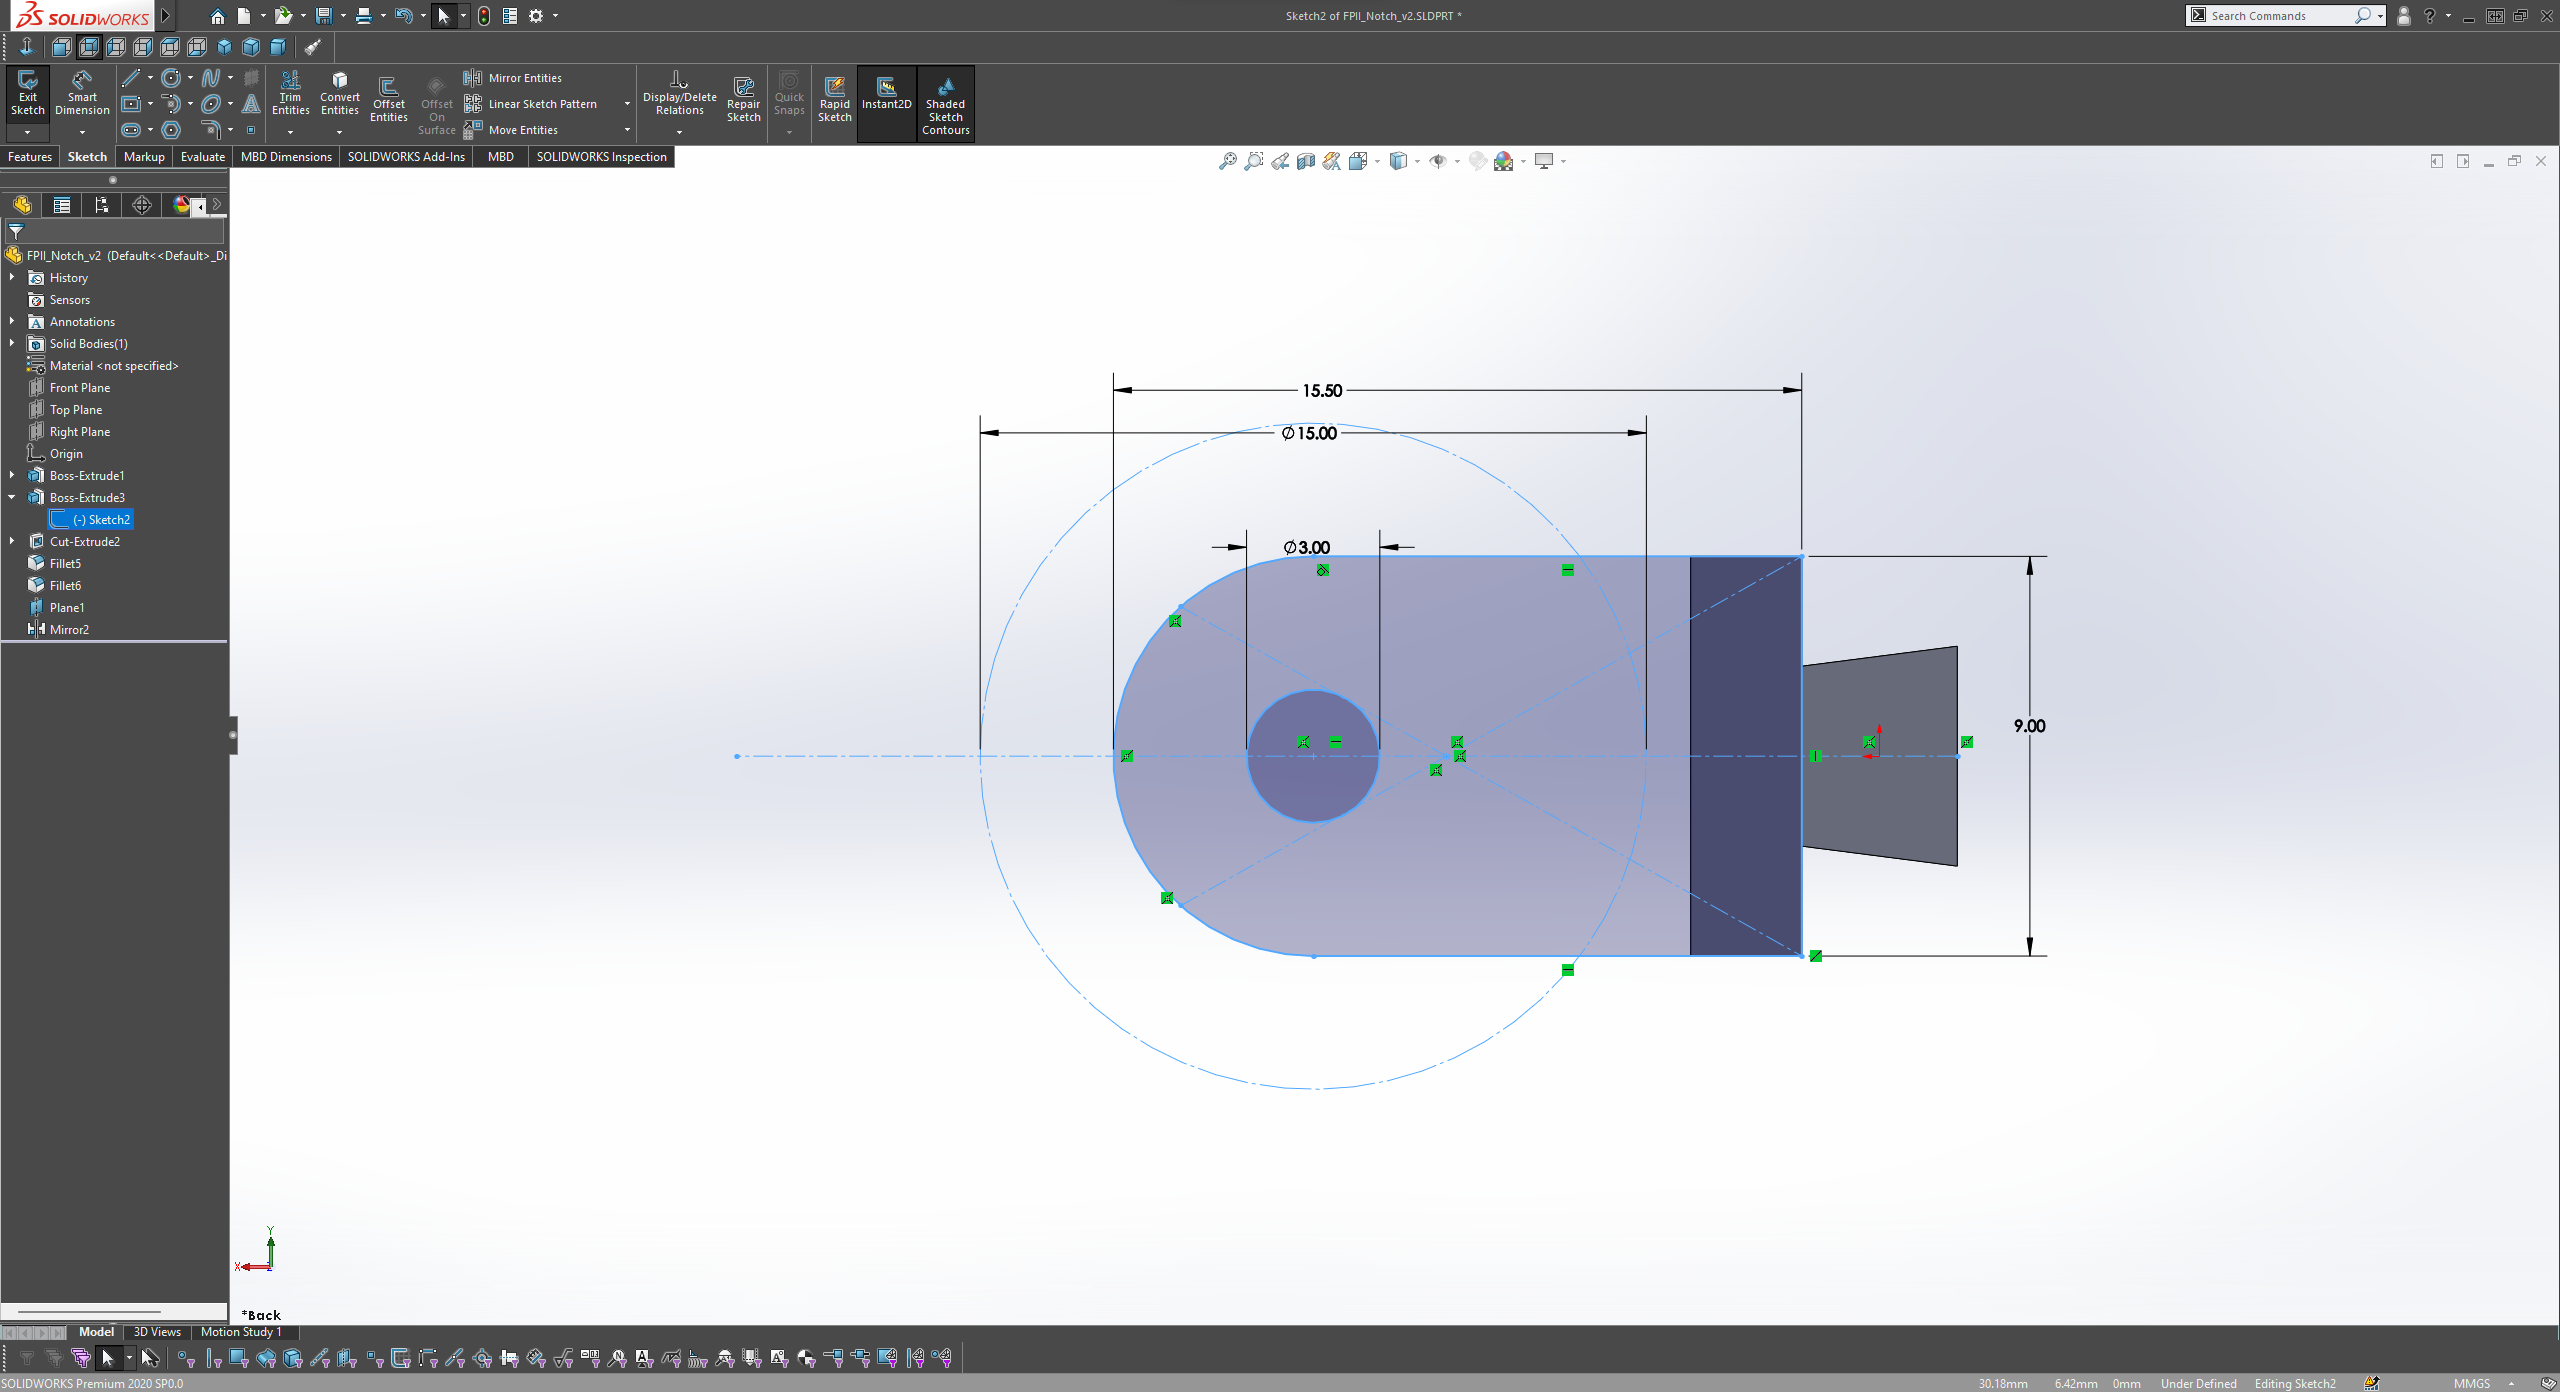 SOLIDWORKS
Sketch2 of FPII_Notch_v2.SLDPRT *
Search Commands
Exit Sketch
Smart Dimension
Trim Entities
Convert Entities
Offset Entities
Offset On Surface
Mirror Entities
Linear Sketch Pattern
Move Entities
Display/Delete Relations
Repair Sketch
Quick Snaps
Rapid Sketch
Instant2D
Shaded Sketch Contours
Features Sketch Markup Evaluate MBD Dimensions SOLIDWORKS Add-Ins MBD SOLIDWORKS Inspection
FPII_Notch_v2 (Default<<Default>_Di
History
Sensors
Annotations
Solid Bodies(1)
Material <not specified>
Front Plane
Top Plane
Right Plane
Origin
Boss-Extrude1
Boss-Extrude3
(-) Sketch2
Cut-Extrude2
Fillet5
Fillet6
Plane1
Mirror2
15.50
Ø15.00
Ø3.00
9.00
Y
X
Z
*Back
Model 3D Views Motion Study 1
SOLIDWORKS Premium 2020 SP0.0
30.18mm 6.42mm 0mm Under Defined Editing Sketch2 MMGS